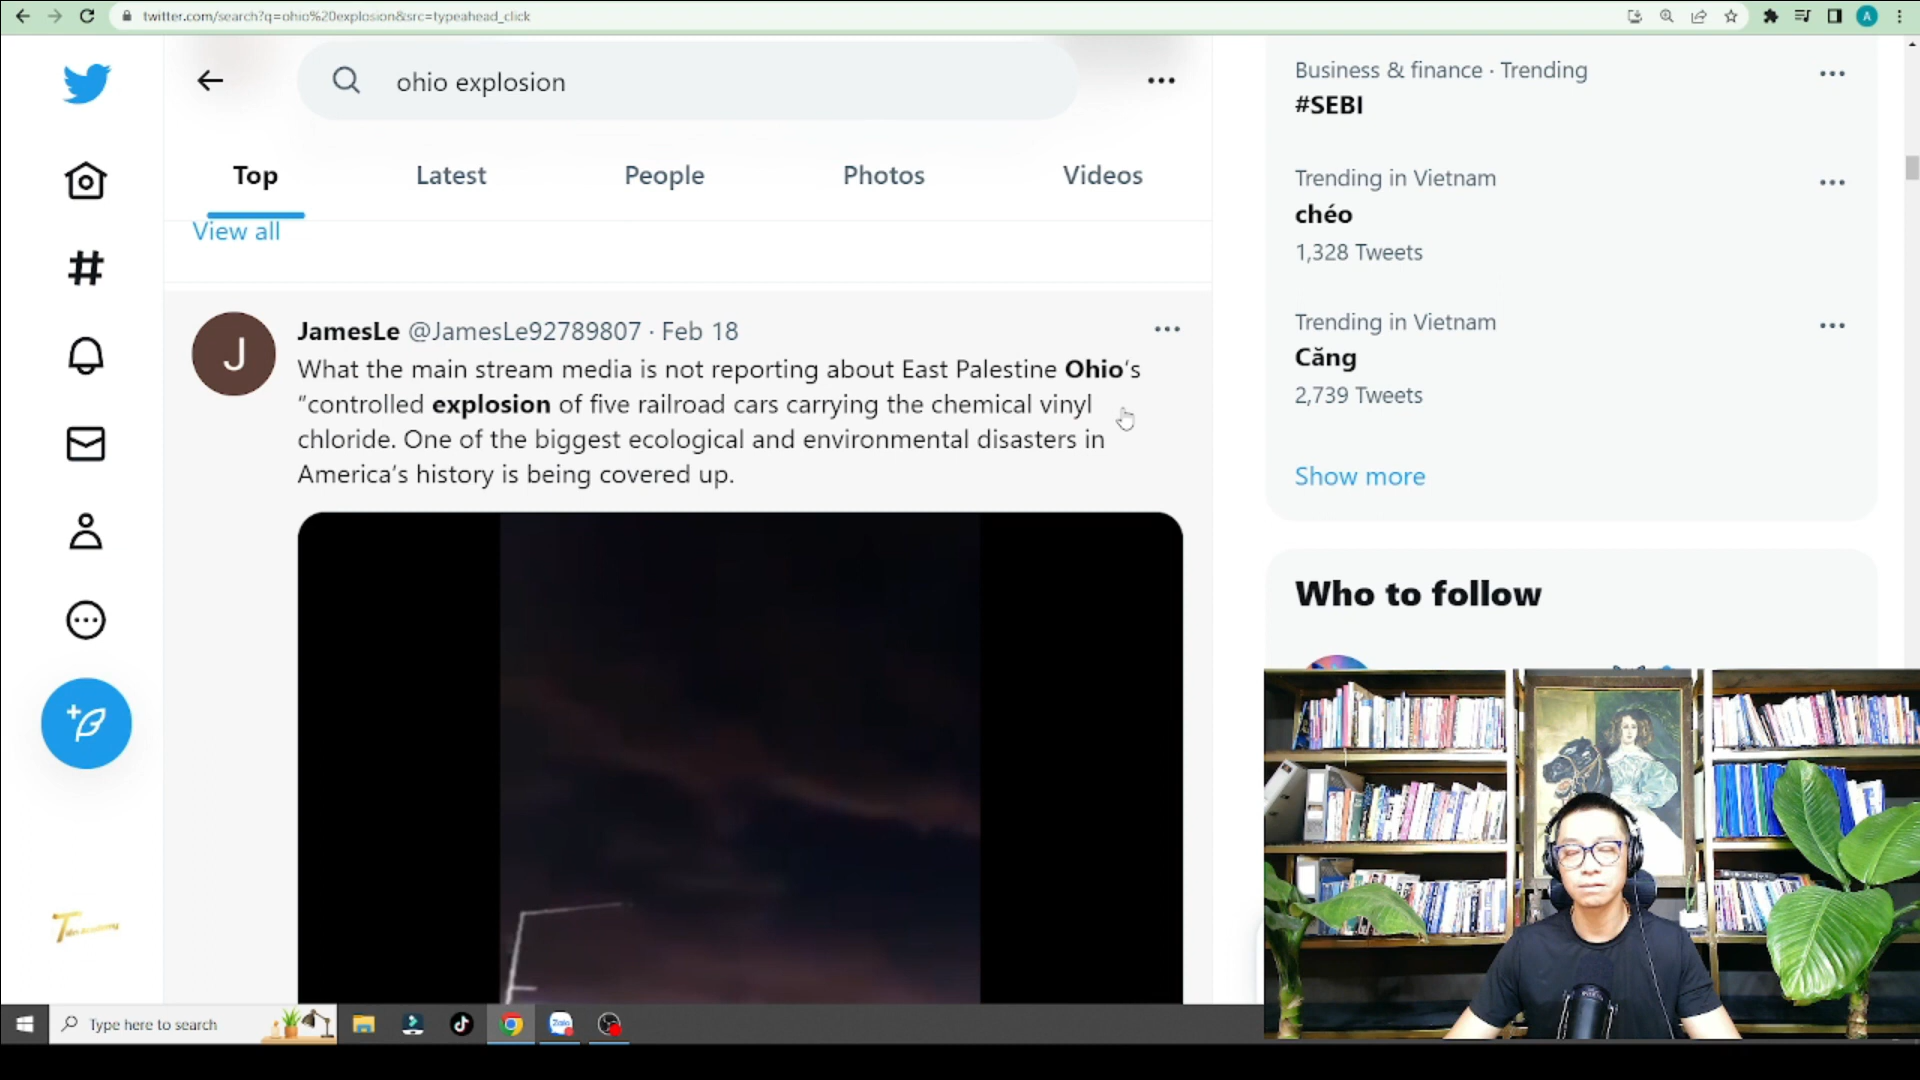 twitter.com/search?q=ohio%20explosion&src=typeahead_click
A
ohio explosion
Top
Latest
People
Photos
Videos
View all
J
JamesLe @JamesLe92789807 · Feb 18
What the main stream media is not reporting about East Palestine Ohio’s
“controlled explosion of five railroad cars carrying the chemical vinyl
chloride. One of the biggest ecological and environmental disasters in
America’s history is being covered up.
Business & finance · Trending
#SEBI
Trending in Vietnam
chéo
1,328 Tweets
Trending in Vietnam
Căng
2,739 Tweets
Show more
Who to follow
Type here to search
Zalo